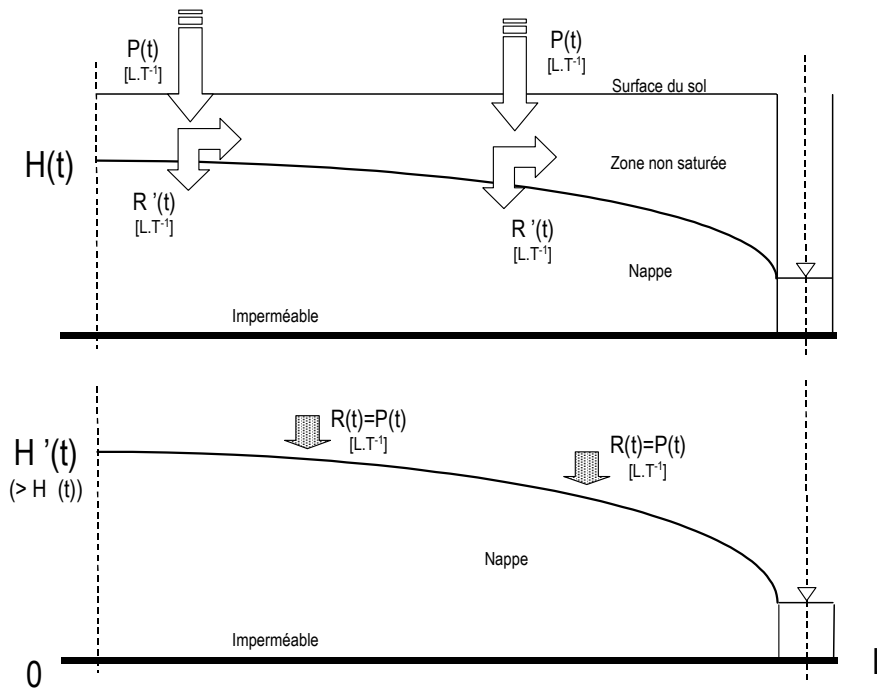 P(t)
[L.T-1]
P(t)
[L.T-1]
Surface du sol
H(t)
Zone non saturée
R ’(t)
[L.T-1]
R ’(t)
[L.T-1]
Nappe
Imperméable
R(t)=P(t)
[L.T-1]
R(t)=P(t)
[L.T-1]
H ’(t)
(> H (t))
Nappe
Imperméable
0